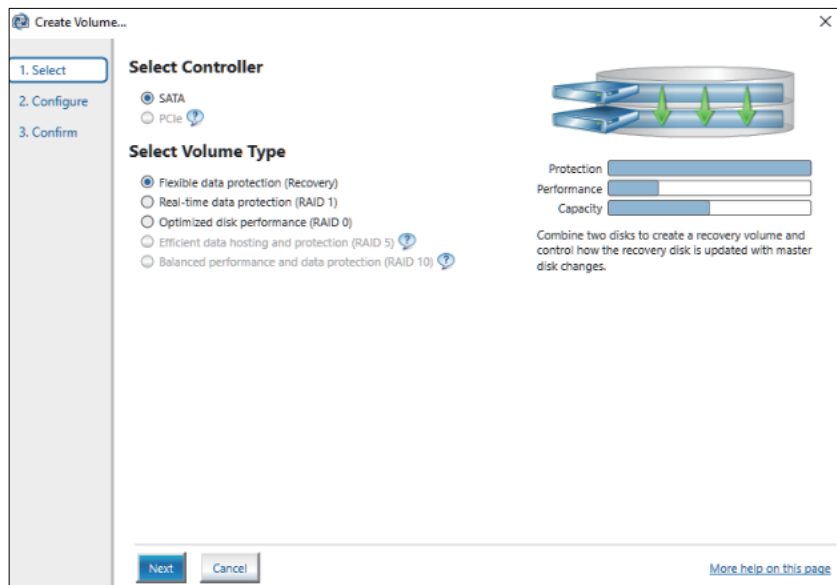 Create Volume...
1. Select
2. Configure
3. Confirm
Select Controller
SATA
PCIe ?
Select Volume Type
Flexible data protection (Recovery)
Real-time data protection (RAID 1)
Optimized disk performance (RAID 0)
Efficient data hosting and protection (RAID 5) ?
Balanced performance and data protection (RAID 10) ?
Protection
Performance
Capacity
Combine two disks to create a recovery volume and
control how the recovery disk is updated with master
disk changes.
Next
Cancel
More help on this page